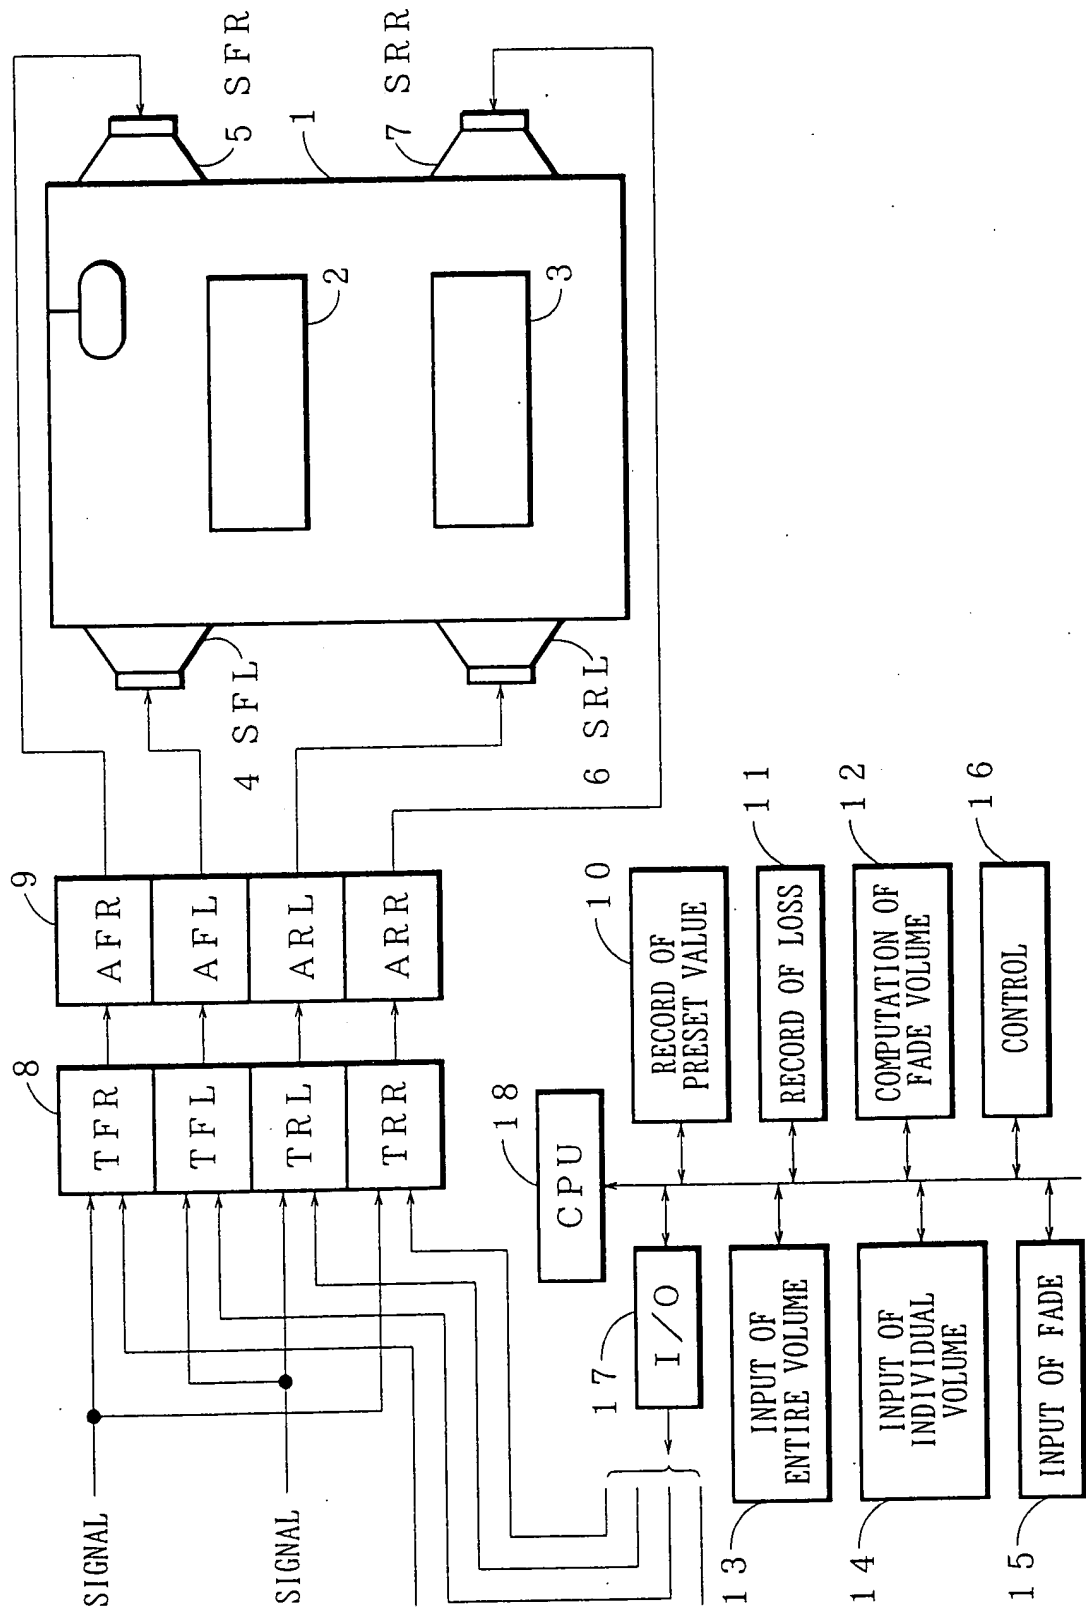 SIGNAL
SIGNAL
8
TFR
TFL
TRL
TRR
9
AFR
AFL
ARL
ARR
4 SFL
6 SRL
5 SFR
7 SRR
1
2
3
18
CPU
17
I/O
10
RECORD OF
PRESET VALUE
11
RECORD OF LOSS
12
COMPUTATION OF
FADE VOLUME
16
CONTROL
13
INPUT OF
ENTIRE VOLUME
14
INPUT OF
INDIVIDUAL
VOLUME
15
INPUT OF FADE